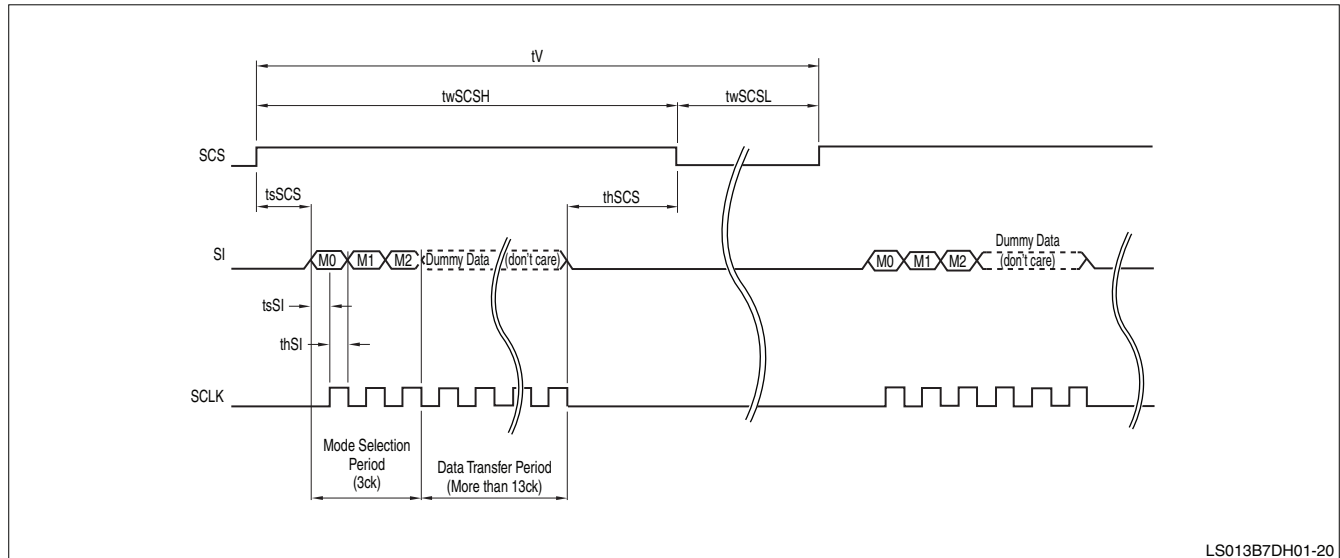 tV
twSCSH
twSCSL
SCS
tsSCS
thSCS
SI
M0
M1
M2
Dummy Data
(don't care)
M0
M1
M2
Dummy Data
(don't care)
tsSI
thSI
SCLK
Mode Selection
Period
(3ck)
Data Transfer Period
(More than 13ck)
LS013B7DH01-20